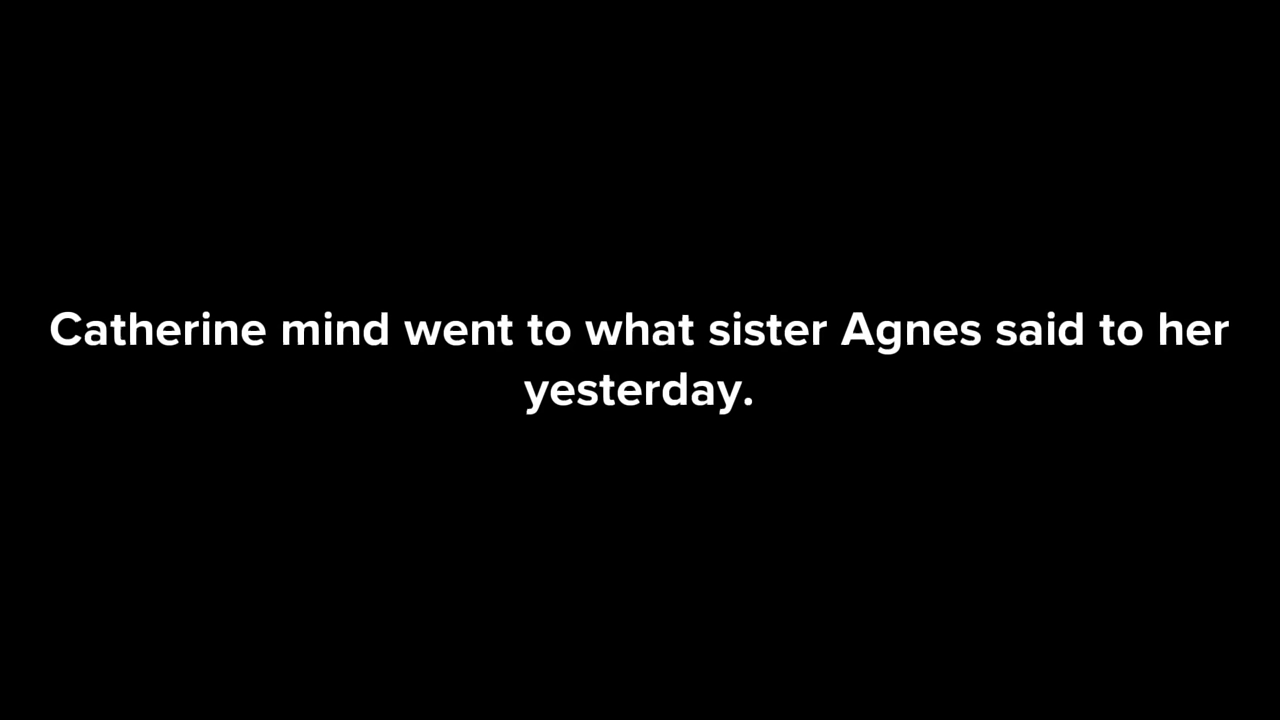 Catherine mind went to what sister Agnes said to her
yesterday.